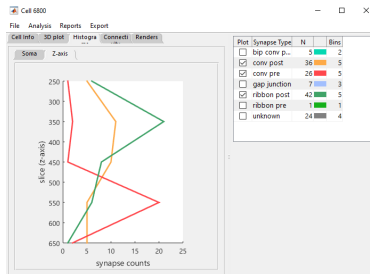 Cell 6800
File Analysis Reports Export
Cell Info 3D plot Histogra Connecti Renders
Soma Z-axis
250
300
350
400
450
500
550
600
650
slice (z-axis)
0 5 10 15 20 25
synapse counts
Plot Synapse Type N Bins
bip conv p... 5 2
conv post 36 5
conv pre 26 5
gap junction 7 3
ribbon post 42 5
ribbon pre 1 1
unknown 24 4